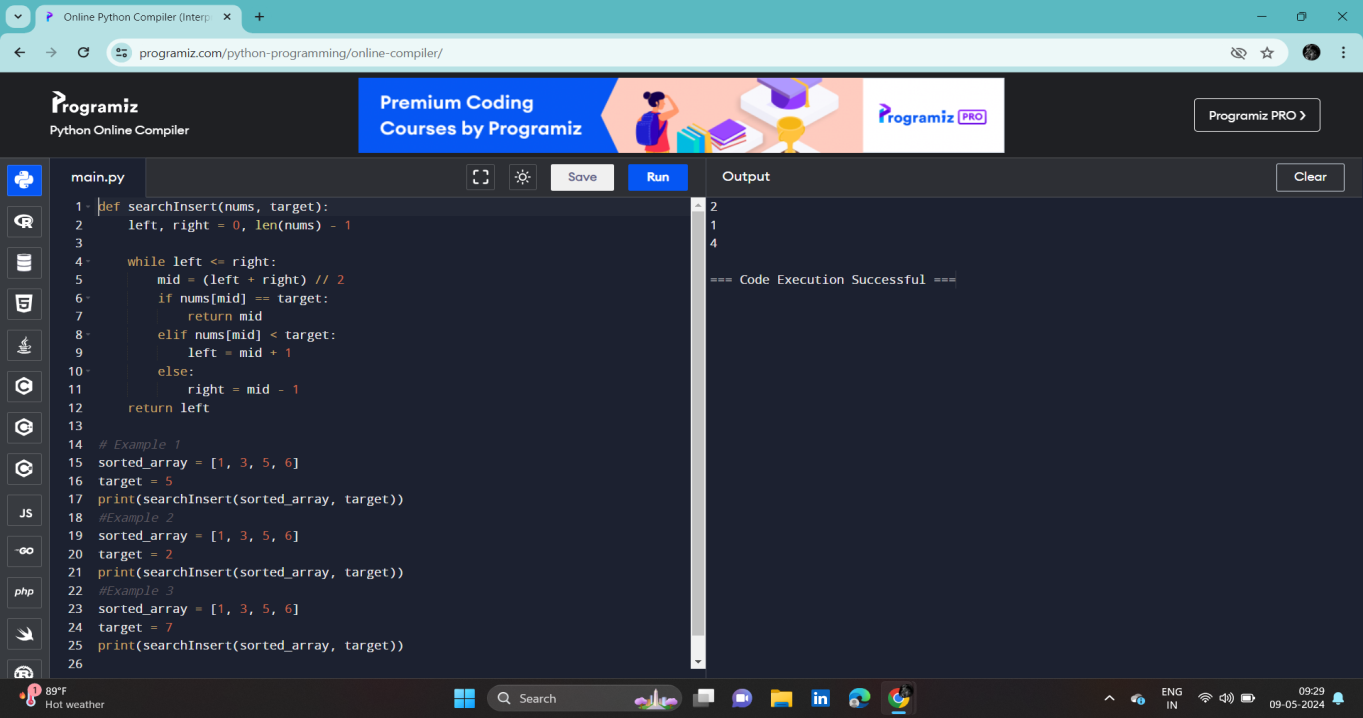 Online Python Compiler (Interp
programiz.com/python-programming/online-compiler/
Programiz
Python Online Compiler
Premium Coding
Courses by Programiz
Programiz PRO
Programiz PRO
main.py
Save
Run
Output
Clear
1 def searchInsert(nums, target):
2     left, right = 0, len(nums) - 1
3
4     while left <= right:
5         mid = (left + right) // 2
6         if nums[mid] == target:
7             return mid
8         elif nums[mid] < target:
9             left = mid + 1
10         else:
11             right = mid - 1
12     return left
13
14 # Example 1
15 sorted_array = [1, 3, 5, 6]
16 target = 5
17 print(searchInsert(sorted_array, target))
18 #Example 2
19 sorted_array = [1, 3, 5, 6]
20 target = 2
21 print(searchInsert(sorted_array, target))
22 #Example 3
23 sorted_array = [1, 3, 5, 6]
24 target = 7
25 print(searchInsert(sorted_array, target))
26
2
1
4
=== Code Execution Successful ===
R
5
C
C
C
JS
GO
php
R
1
89°F
Hot weather
Search
in
ENG
IN
09:29
09-05-2024